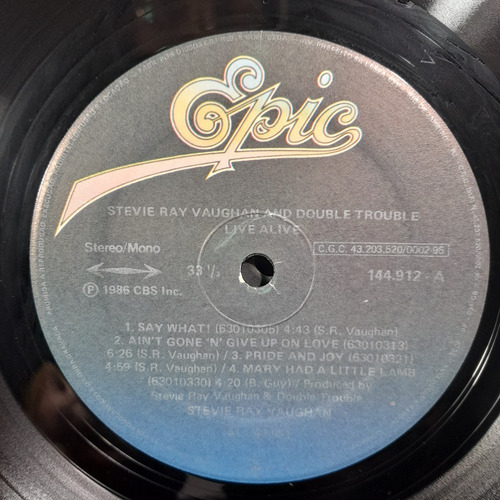 Epic
STEVIE RAY VAUGHAN AND DOUBLE TROUBLE
LIVE ALIVE
Stereo/Mono
C.G.C. 43.203.520/0002-95
33 1/3
144.912 - A
Ⓟ 1986 CBS Inc.
1. SAY WHAT! (63010305) 4:43 (S.R. Vaughan)
2. AIN'T GONE 'N' GIVE UP ON LOVE (63010313)
6:26 (S.R. Vaughan) / 3. PRIDE AND JOY (63010321)
4:59 (S.R. Vaughan) / 4. MARY HAD A LITTLE LAMB
(63010330) 4:20 (B. Guy)/ Produced by
Stevie Ray Vaughan & Double Trouble
STEVIE RAY VAUGHAN